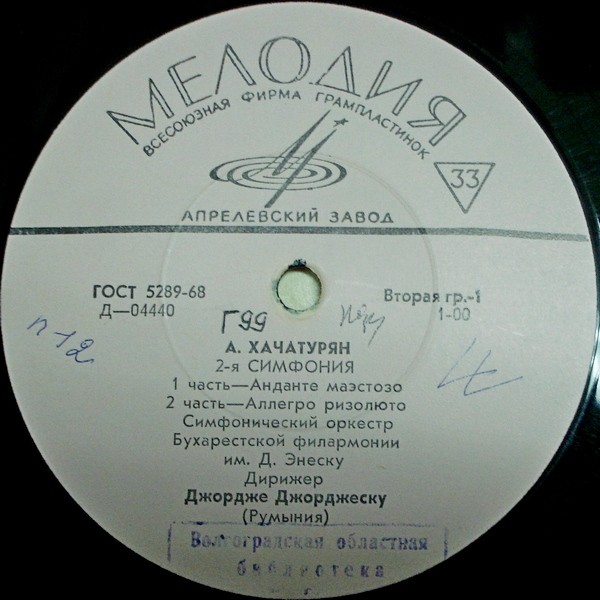 МЕЛОДИЯ
ВСЕСОЮЗНАЯ ФИРМА ГРАМПЛАСТИНОК
33
АПРЕЛЕВСКИЙ ЗАВОД
ГОСТ 5289-68
Вторая гр.-1
Д—04440
1-00
Г99
п12
4
А. ХАЧАТУРЯН
2-я СИМФОНИЯ
1 часть—Анданте маэстозо
2 часть—Аллегро ризолюто
Симфонический оркестр
Бухарестской филармонии
им. Д. Энеску
Дирижер
Джордже Джорджеску
(Румыния)
Волгоградская областная
библиотека